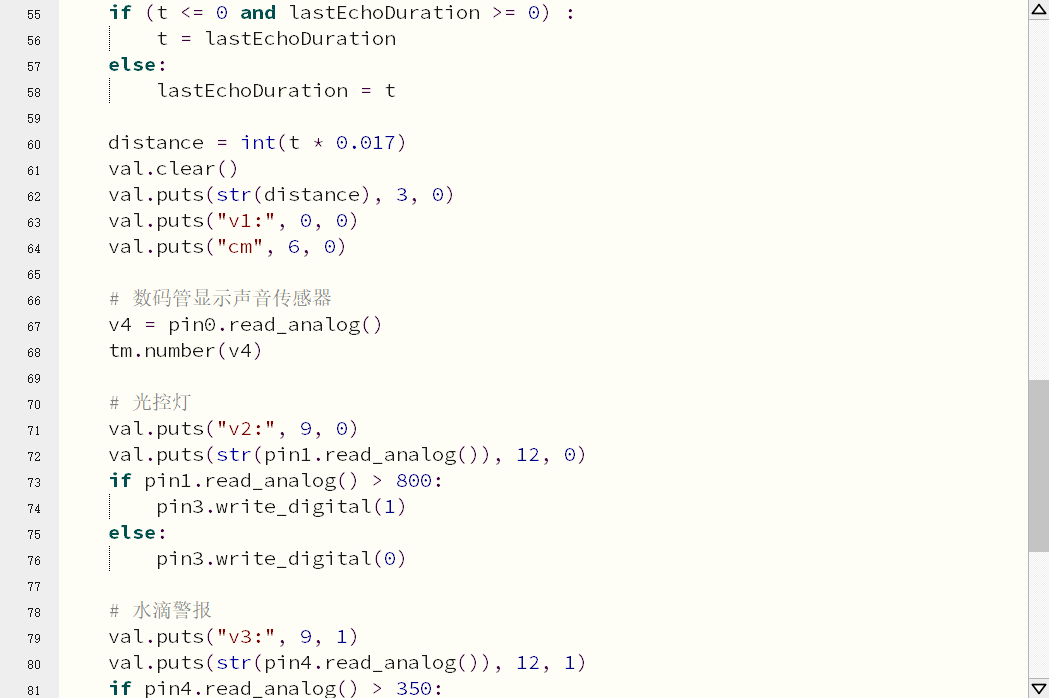 55 if (t <= 0 and lastEchoDuration >= 0) :
56     t = lastEchoDuration
57 else:
58     lastEchoDuration = t
59
60 distance = int(t * 0.017)
61 val.clear()
62 val.puts(str(distance), 3, 0)
63 val.puts("v1:", 0, 0)
64 val.puts("cm", 6, 0)
65
66 # 数码管显示声音传感器
67 v4 = pin0.read_analog()
68 tm.number(v4)
69
70 # 光控灯
71 val.puts("v2:", 9, 0)
72 val.puts(str(pin1.read_analog()), 12, 0)
73 if pin1.read_analog() > 800:
74     pin3.write_digital(1)
75 else:
76     pin3.write_digital(0)
77
78 # 水滴警报
79 val.puts("v3:", 9, 1)
80 val.puts(str(pin4.read_analog()), 12, 1)
81 if pin4.read_analog() > 350: